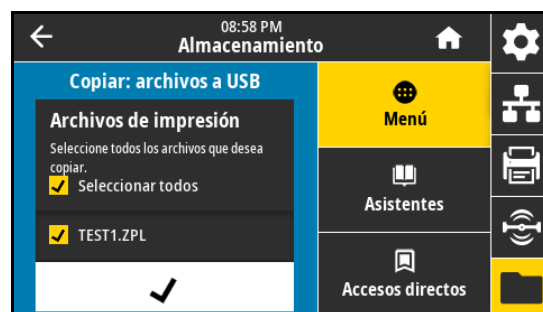 08:58 PM
Almacenamiento
Copiar: archivos a USB
Archivos de impresión
Seleccione todos los archivos que desea
copiar.
Seleccionar todos
TEST1.ZPL
Menú
Asistentes
Accesos directos